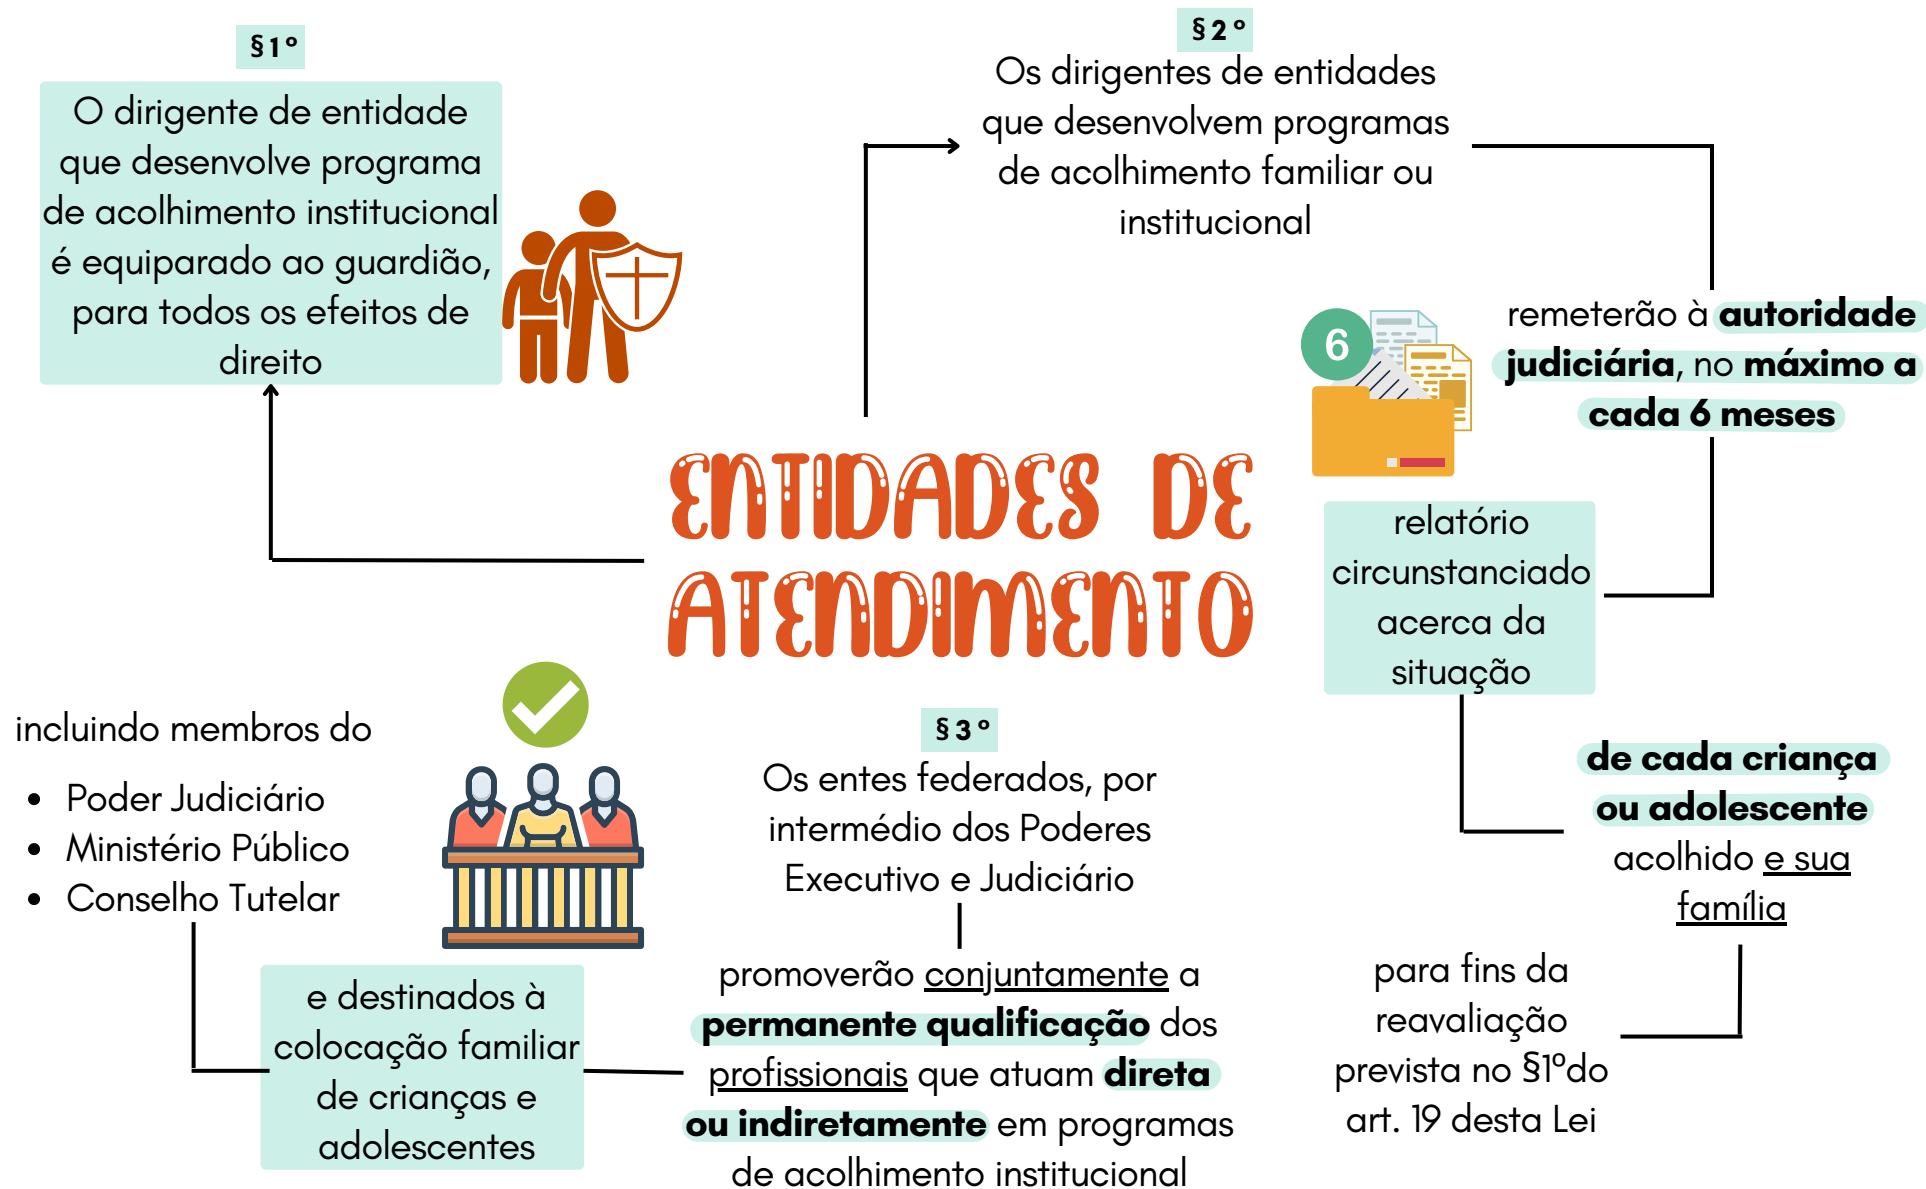 §1º
O dirigente de entidade
que desenvolve programa
de acolhimento institucional
é equiparado ao guardião,
para todos os efeitos de
direito
§2º
Os dirigentes de entidades
que desenvolvem programas
de acolhimento familiar ou
institucional
6
remeterão à autoridade
judiciária, no máximo a
cada 6 meses
relatório
circunstanciado
acerca da
situação
de cada criança
ou adolescente
acolhido e sua
família
para fins da
reavaliação
prevista no §1ºdo
art. 19 desta Lei
ENTIDADES DE
ATENDIMENTO
§3º
Os entes federados, por
intermédio dos Poderes
Executivo e Judiciário
promoverão conjuntamente a
permanente qualificação dos
profissionais que atuam direta
ou indiretamente em programas
de acolhimento institucional
e destinados à
colocação familiar
de crianças e
adolescentes
incluindo membros do
• Poder Judiciário
• Ministério Público
• Conselho Tutelar